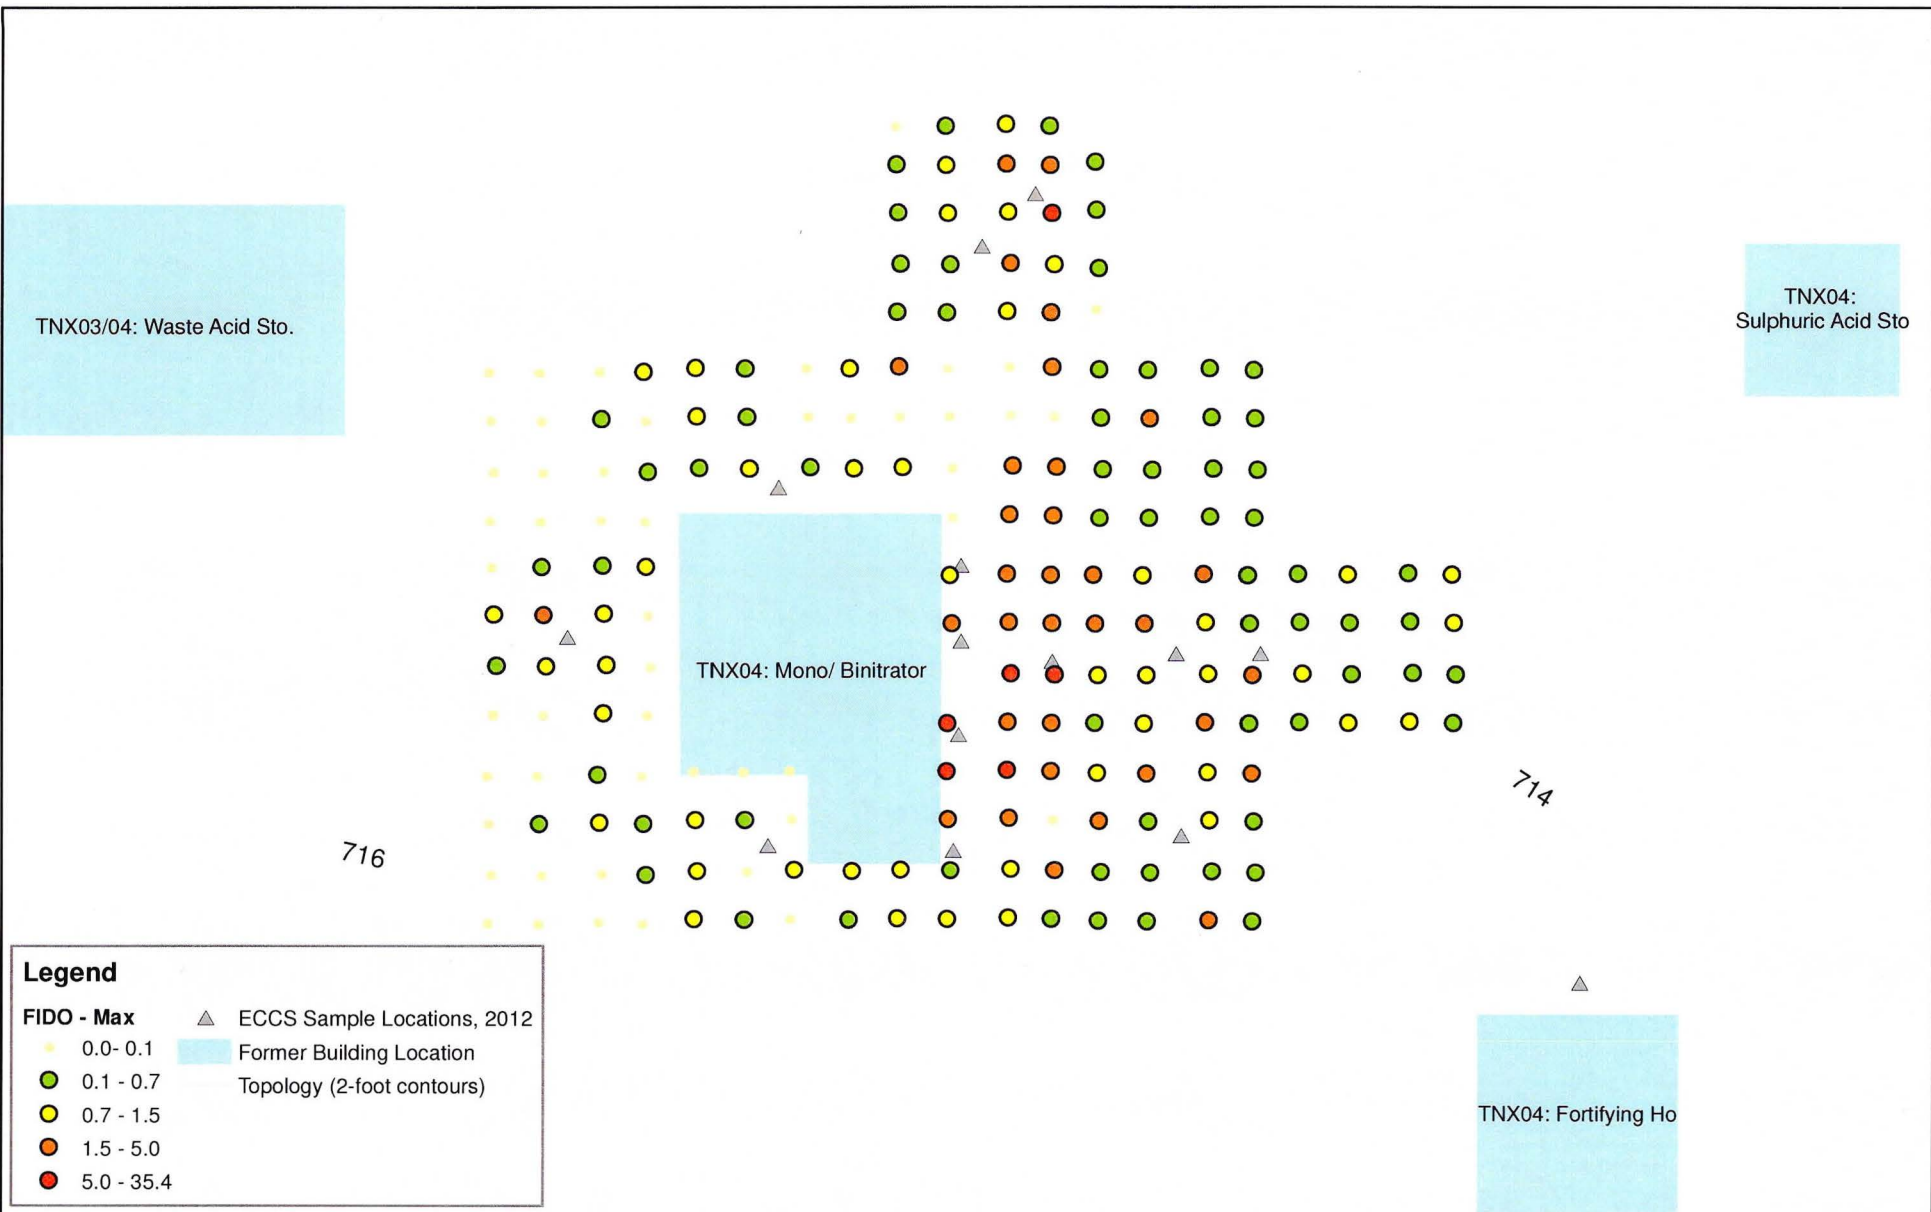 TNX03/04: Waste Acid Sto.
TNX04:
Sulphuric Acid Sto
TNX04: Mono/ Binitrator
714
716
Legend
FIDO - Max
0.0- 0.1
0.1 - 0.7
0.7 - 1.5
1.5 - 5.0
5.0 - 35.4
ECCS Sample Locations, 2012
Former Building Location
Topology (2-foot contours)
TNX04: Fortifying Ho